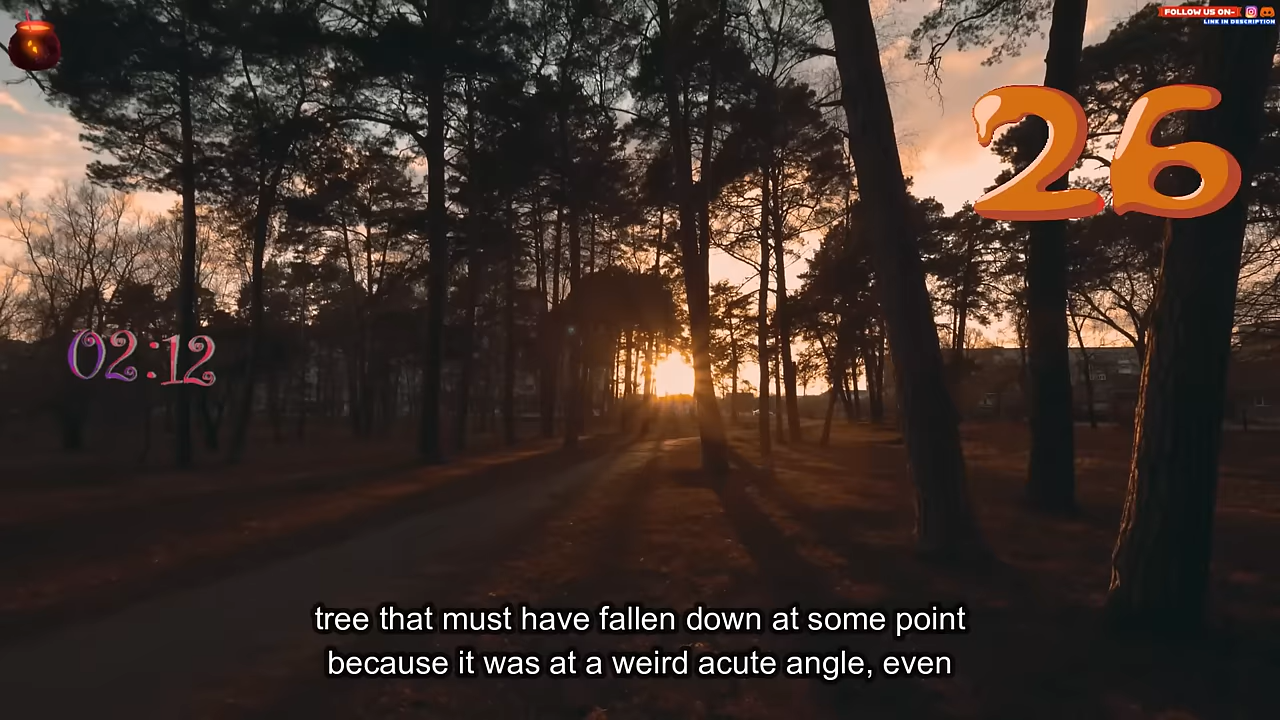 FOLLOW US ON-
LINK IN DESCRIPTION
26
02:12
tree that must have fallen down at some point
because it was at a weird acute angle, even